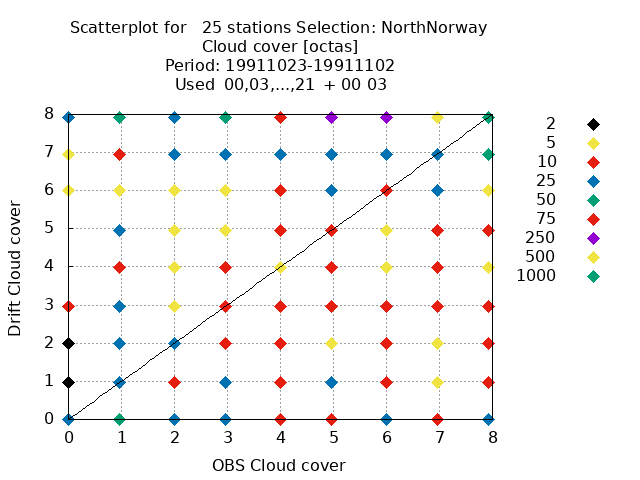 Scatterplot for   25 stations Selection: NorthNorway
Cloud cover [octas]
Period: 19911023-19911102
Used  00,03,...,21  + 00 03
8
7
6
5
4
3
2
1
0
Drift Cloud cover
0 1 2 3 4 5 6 7 8
OBS Cloud cover
2
5
10
25
50
75
250
500
1000